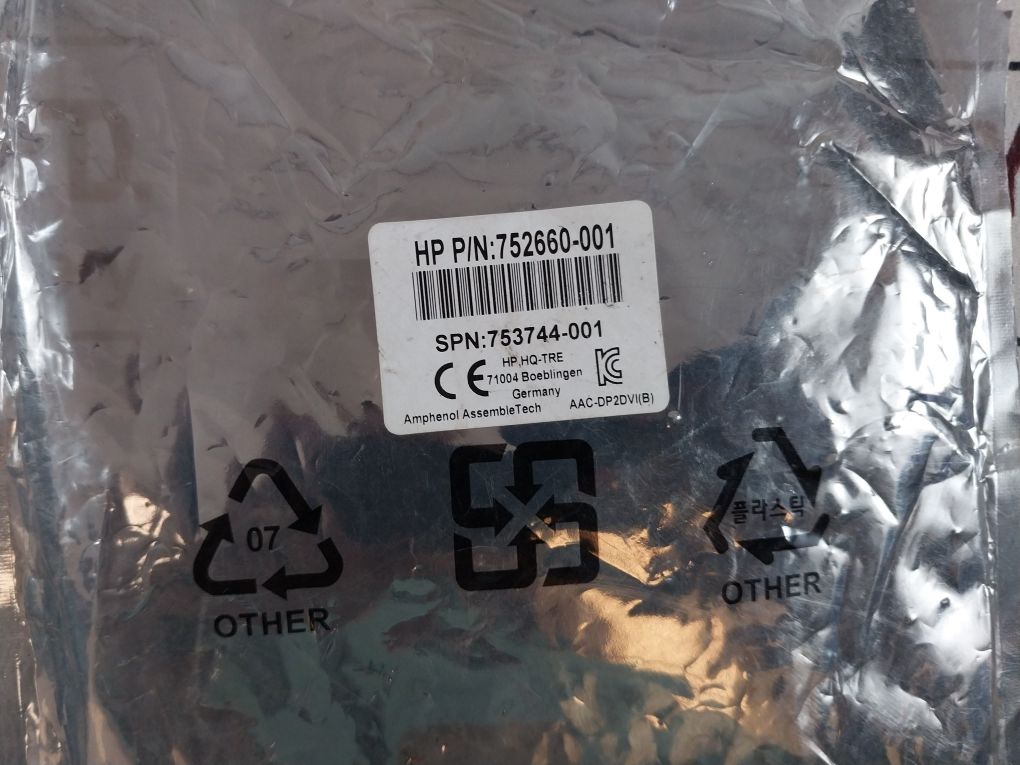 HP P/N:752660-001
SPN:753744-001
CE
HP,HQ-TRE
71004 Boeblingen
Germany
Amphenol AssembleTech
AAC-DP2DVI(B)
07
OTHER
플라스틱
OTHER